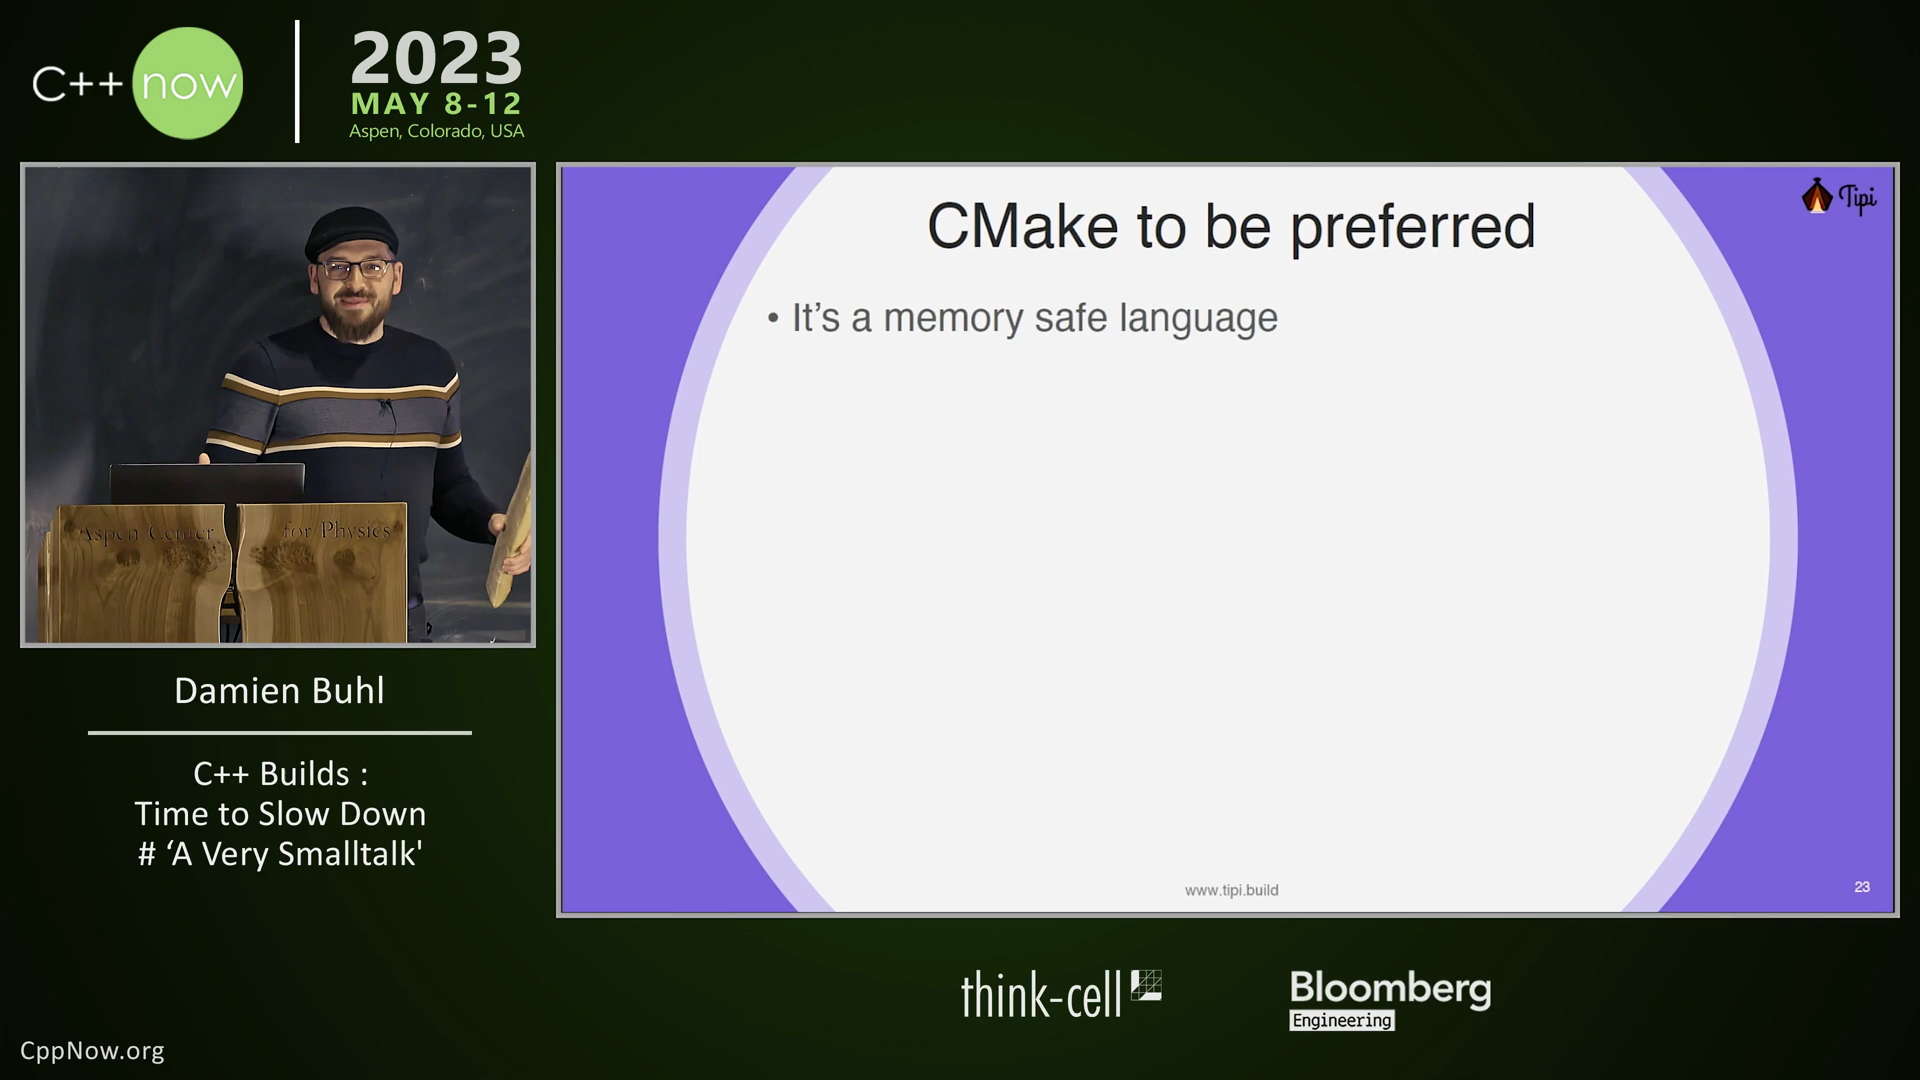 C++ now
2023
MAY 8-12
Aspen, Colorado, USA
Tipi
CMake to be preferred
• It’s a memory safe language
www.tipi.build
23
Aspen Center for Physics
Damien Buhl
C++ Builds :
Time to Slow Down
# ‘A Very Smalltalk'
think-cell
Bloomberg
Engineering
CppNow.org